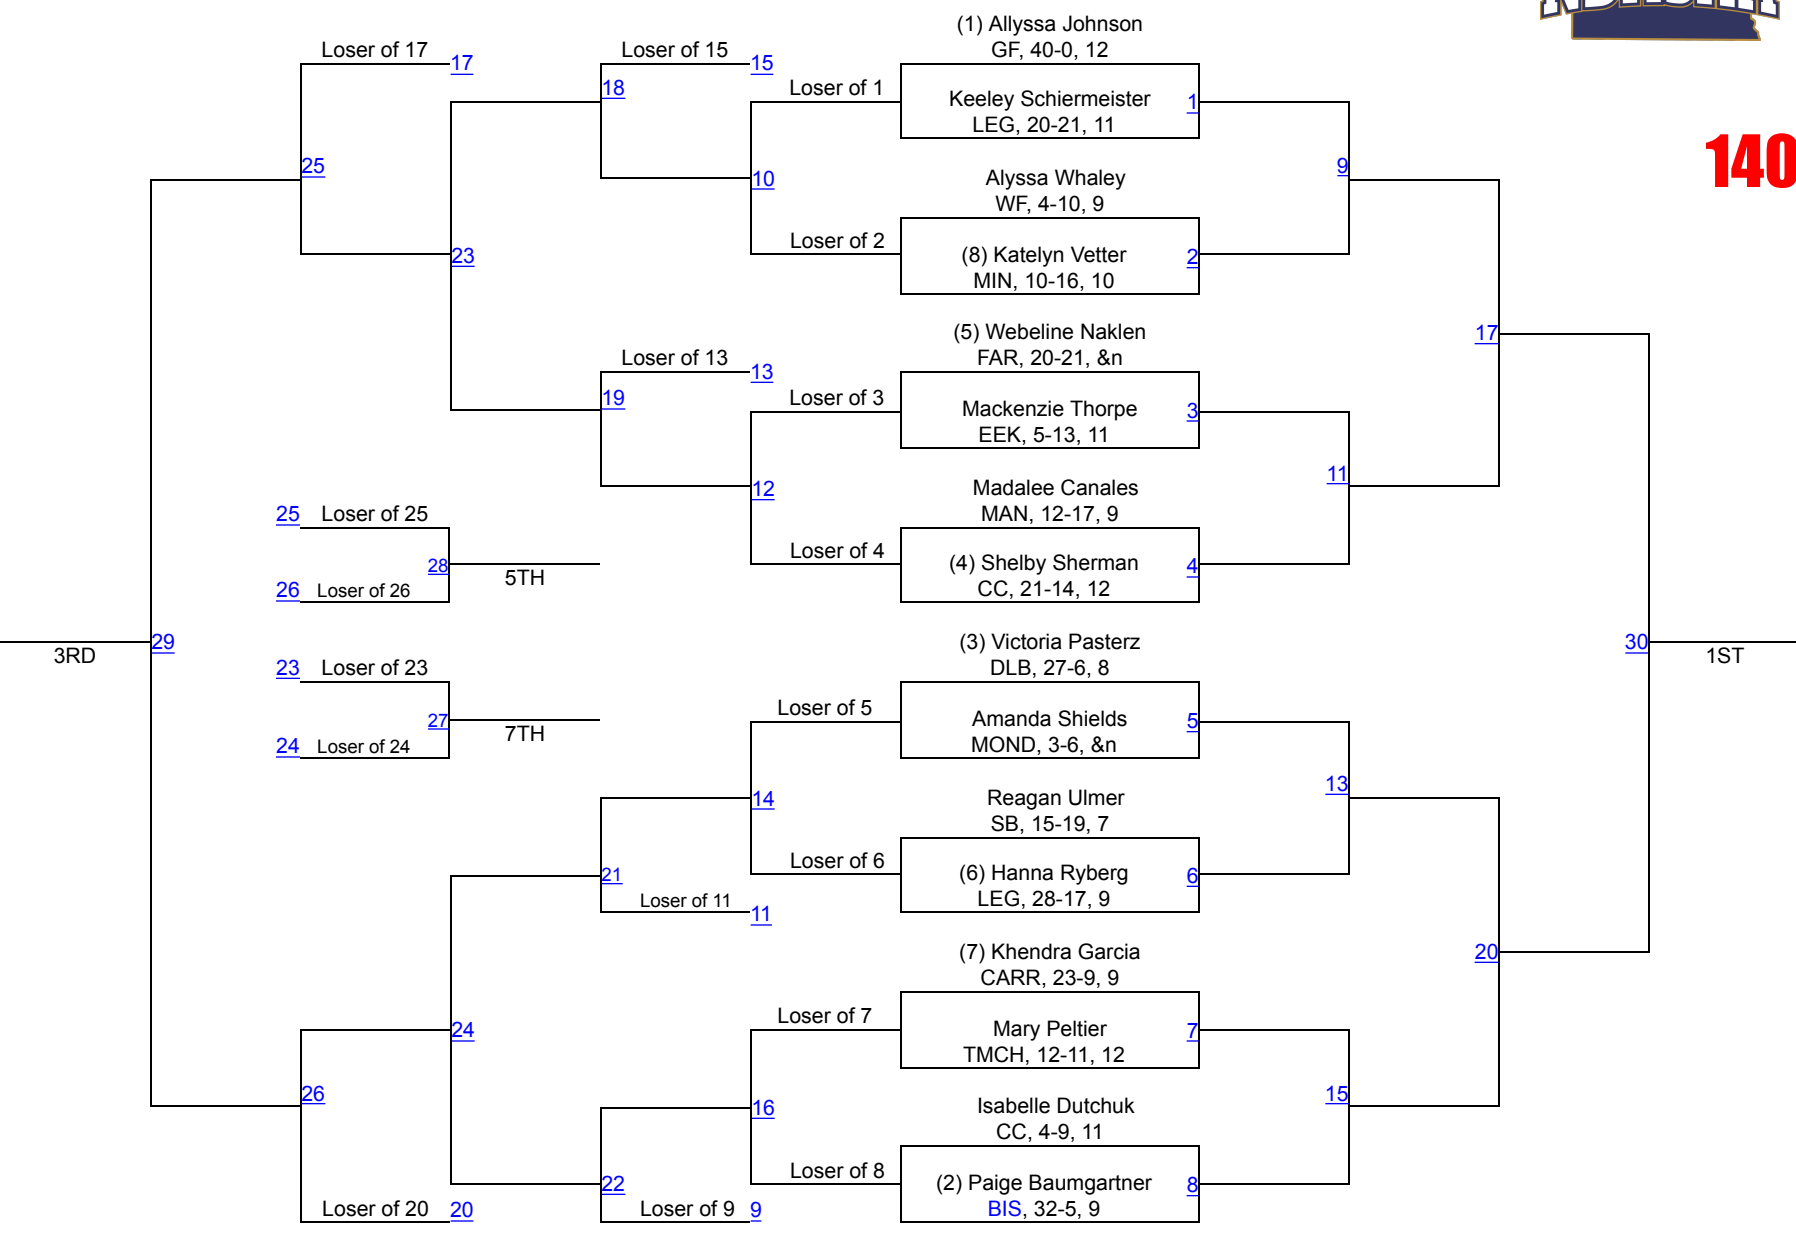 NDHSAA
140
(1) Allyssa Johnson
GF, 40-0, 12
Keeley Schiermeister
LEG, 20-21, 11
1
Alyssa Whaley
WF, 4-10, 9
(8) Katelyn Vetter
MIN, 10-16, 10
2
(5) Webeline Naklen
FAR, 20-21, &n
Mackenzie Thorpe
EEK, 5-13, 11
3
Madalee Canales
MAN, 12-17, 9
(4) Shelby Sherman
CC, 21-14, 12
4
(3) Victoria Pasterz
DLB, 27-6, 8
Amanda Shields
MOND, 3-6, &n
5
Reagan Ulmer
SB, 15-19, 7
(6) Hanna Ryberg
LEG, 28-17, 9
6
(7) Khendra Garcia
CARR, 23-9, 9
Mary Peltier
TMCH, 12-11, 12
7
Isabelle Dutchuk
CC, 4-9, 11
(2) Paige Baumgartner
BIS, 32-5, 9
8
9
11
13
15
17
20
30
1ST
Loser of 1
Loser of 2
10
Loser of 3
Loser of 4
12
Loser of 5
Loser of 6
14
Loser of 7
Loser of 8
16
Loser of 15 15
18
Loser of 13 13
19
21
Loser of 11 11
22
Loser of 9 9
23
24
Loser of 17 17
25
26
Loser of 20 20
25 Loser of 25
28
5TH
26 Loser of 26
23 Loser of 23
27
7TH
24 Loser of 24
29
3RD